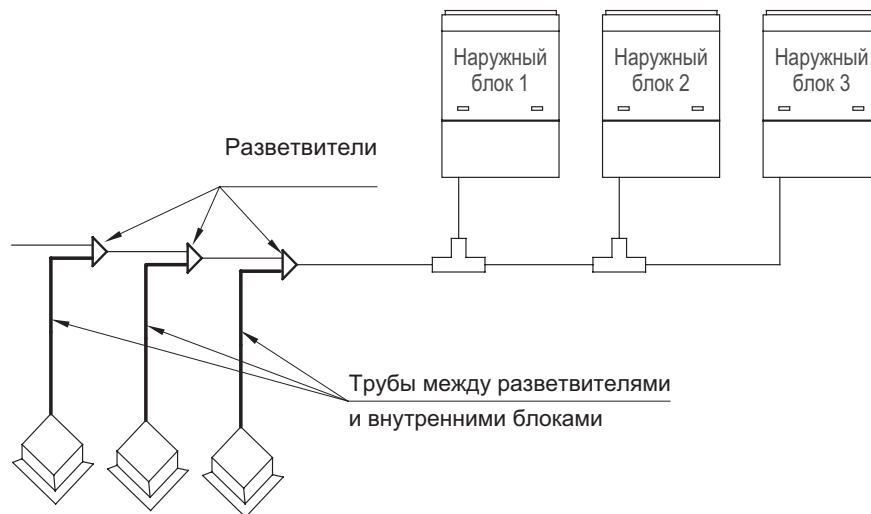 Наружный
блок 1
Наружный
блок 2
Наружный
блок 3
Разветвители
Трубы между разветвителями
и внутренними блоками